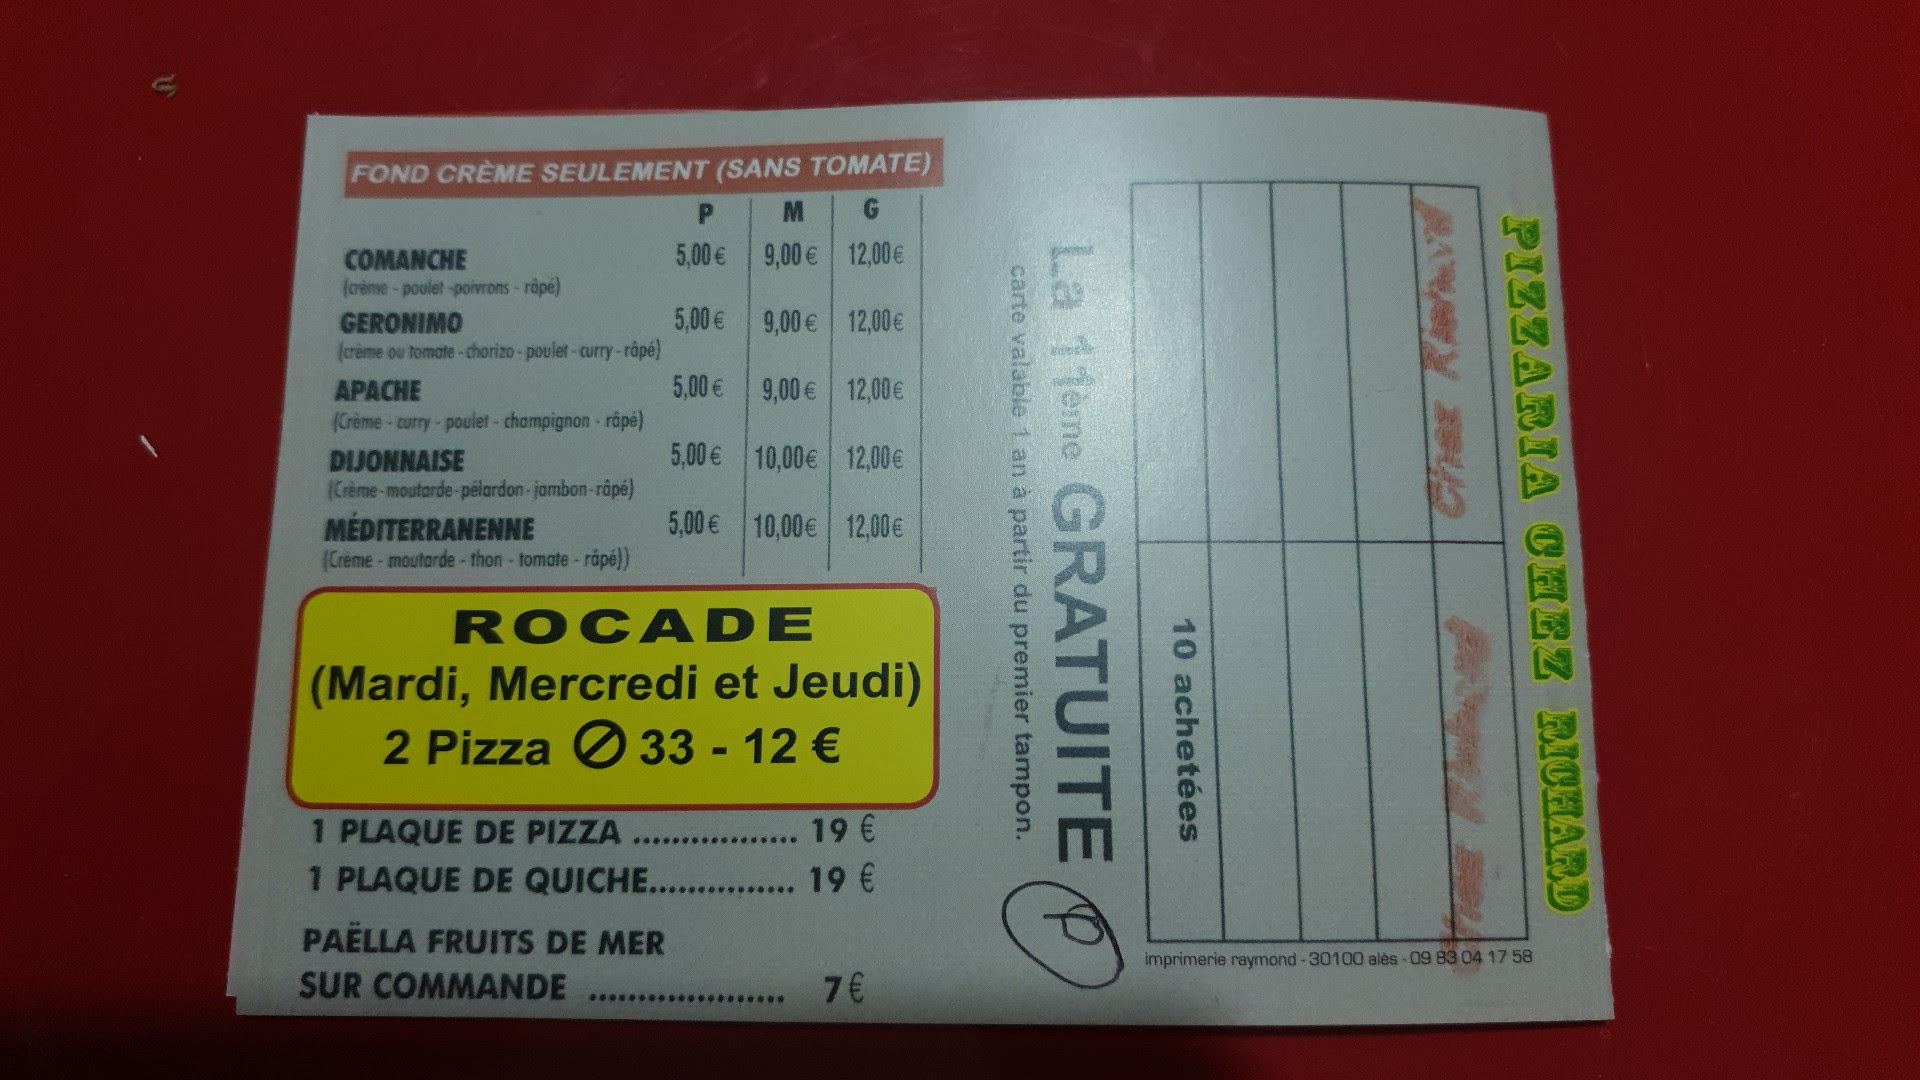 FOND CRÈME SEULEMENT (SANS TOMATE)
P M G
COMANCHE 5,00 € 9,00 € 12,00 €
(crème - poulet -poivrons - râpé)
GERONIMO 5,00 € 9,00 € 12,00 €
(crème ou tomate - chorizo - poulet - curry - râpé)
APACHE 5,00 € 9,00 € 12,00 €
(Crème - curry - poulet - champignon - râpé)
DIJONNAISE 5,00 € 10,00 € 12,00 €
(Crème - moutarde - pélardon - jambon - râpé)
MÉDITERRANENNE 5,00 € 10,00 € 12,00 €
(Crème - moutarde - thon - tomate - râpé))
ROCADE
(Mardi, Mercredi et Jeudi)
2 Pizza ⊘ 33 - 12 €
1 PLAQUE DE PIZZA ................. 19 €
1 PLAQUE DE QUICHE............... 19 €
PAËLLA FRUITS DE MER
SUR COMMANDE .................... 7 €
PIZZARIA CHEZ RICHARD
Chez Richard
Chez Richard
10 achetées
La 11ème GRATUITE
carte valable 1 an à partir du premier tampon.
P
imprimerie raymond - 30100 alès - 09 83 04 17 58